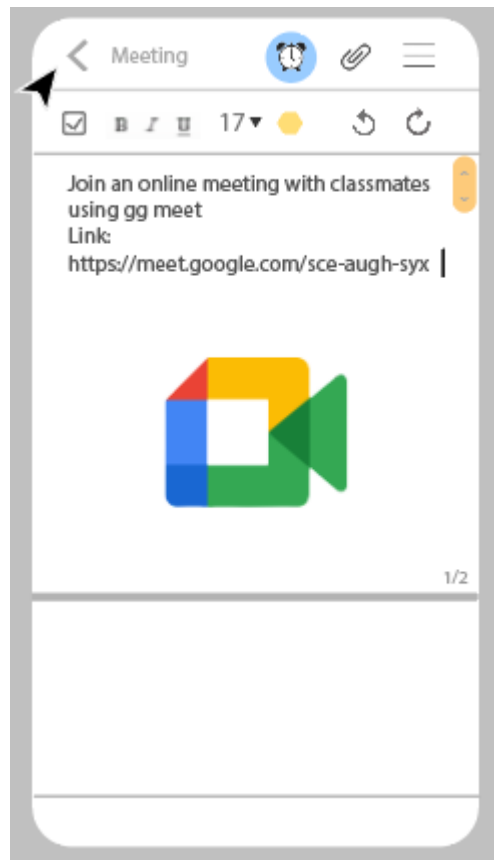 Meeting
B I U 17
Join an online meeting with classmates
using gg meet
Link:
https://meet.google.com/sce-augh-syx
1/2